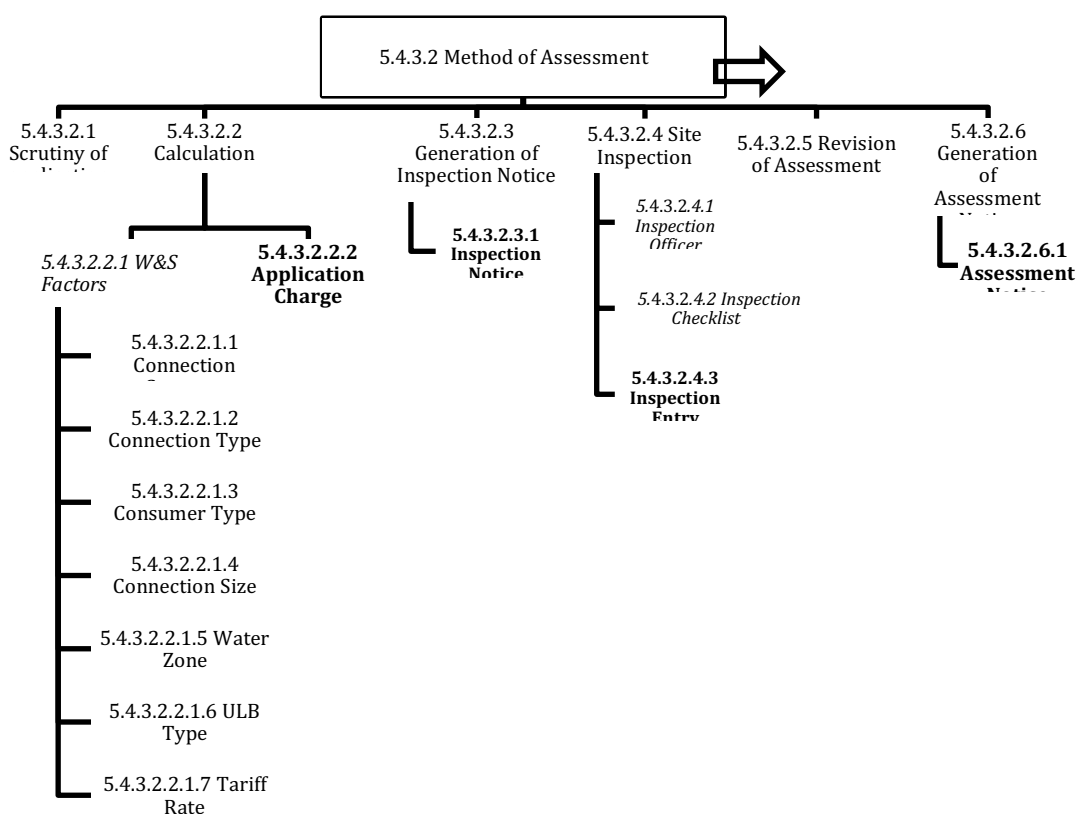 5.4.3.2 Method of Assessment
5.4.3.2.1
Scrutiny of
5.4.3.2.2
Calculation
5.4.3.2.3
Generation of
Inspection Notice
5.4.3.2.4 Site
Inspection
5.4.3.2.5 Revision
of Assessment
5.4.3.2.6
Generation
of
Assessment
5.4.3.2.2.1 W&S
Factors
5.4.3.2.2.2
Application
Charge
5.4.3.2.3.1
Inspection
Notice
5.4.3.2.4.1
Inspection
Officer
5.4.3.2.4.2 Inspection
Checklist
5.4.3.2.4.3
Inspection
Entry
5.4.3.2.6.1
Assessment
Notice
5.4.3.2.2.1.1
Connection
5.4.3.2.2.1.2
Connection Type
5.4.3.2.2.1.3
Consumer Type
5.4.3.2.2.1.4
Connection Size
5.4.3.2.2.1.5 Water
Zone
5.4.3.2.2.1.6 ULB
Type
5.4.3.2.2.1.7 Tariff
Rate